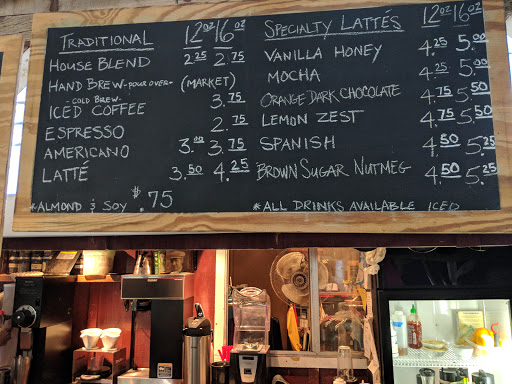 TRADITIONAL 12oz 16oz
HOUSE BLEND 2.25 2.75
HAND BREW -POUR OVER- (MARKET)
-COLD BREW-
ICED COFFEE 3.75
ESPRESSO 2.75
AMERICANO 3.00 3.75
LATTÉ 3.50 4.25
*ALMOND & SOY $.75
SPECIALTY LATTÉS 12oz 16oz
VANILLA HONEY 4.25 5.00
MOCHA 4.25 5.00
ORANGE DARK CHOCOLATE 4.75 5.50
LEMON ZEST 4.75 5.50
SPANISH 4.50 5.25
BROWN SUGAR NUTMEG 4.50 5.25
*ALL DRINKS AVAILABLE ICED